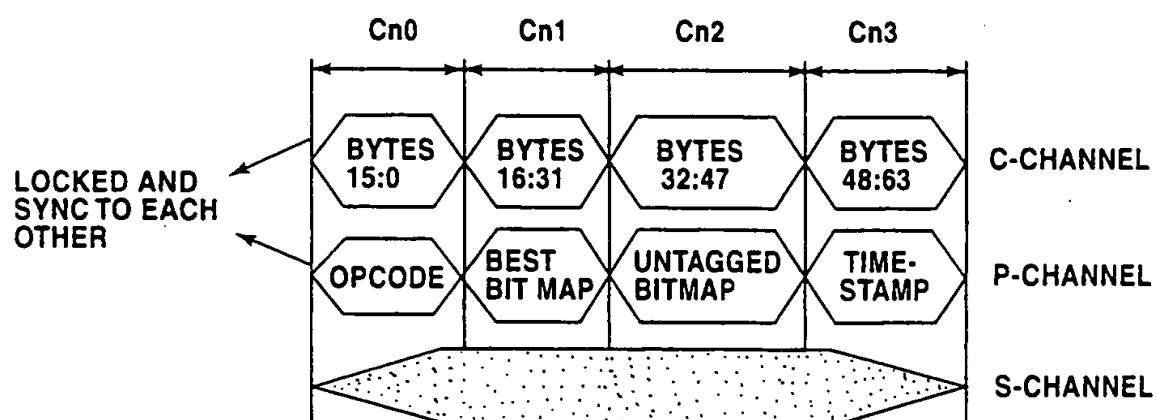 Cn0 Cn1 Cn2 Cn3
BYTES 15:0
BYTES 16:31
BYTES 32:47
BYTES 48:63
C-CHANNEL
LOCKED AND
SYNC TO EACH
OTHER
OPCODE
BEST
BIT MAP
UNTAGGED
BITMAP
TIME-
STAMP
P-CHANNEL
S-CHANNEL